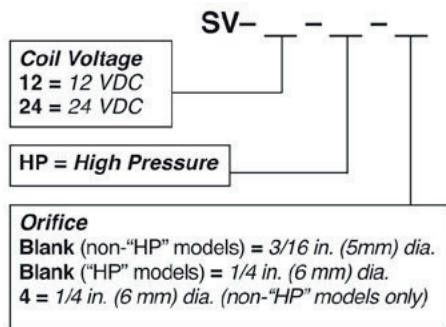 SV–__–__–__
Coil Voltage
12 = 12 VDC
24 = 24 VDC
HP = High Pressure
Orifice
Blank (non-“HP” models) = 3/16 in. (5mm) dia.
Blank (“HP” models) = 1/4 in. (6 mm) dia.
4 = 1/4 in. (6 mm) dia. (non-“HP” models only)